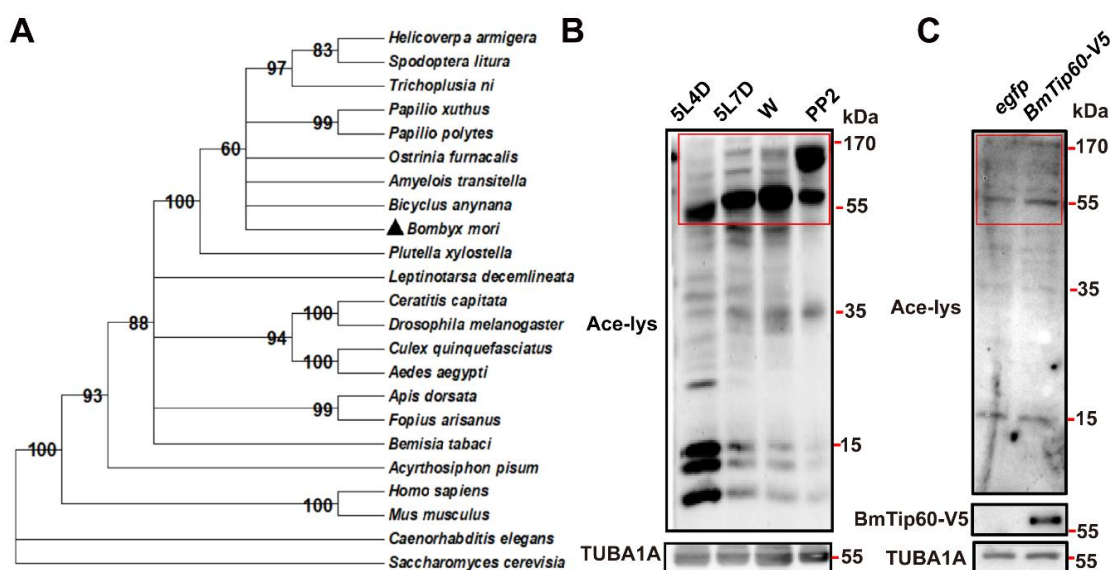 A
Helicoverpa armigera
83
Spodoptera litura
97
Trichoplusia ni
Papilio xuthus
99
Papilio polytes
60
Ostrinia furnacalis
Amyelois transitella
100
Bicyclus anynana
Bombyx mori
Plutella xylostella
Leptinotarsa decemlineata
88
Ceratitis capitata
100
Drosophila melanogaster
94
Culex quinquefasciatus
100
Aedes aegypti
93
Apis dorsata
99
Fopius arisanus
Bemisia tabaci
100
Acyrthosiphon pisum
Homo sapiens
100
Mus musculus
Caenorhabditis elegans
Saccharomyces cerevisia
B
5L4D 5L7D W PP2 kDa
170
55
35
Ace-lys
15
TUBA1A 55
C
egfp BmTip60-V5 kDa
170
55
35
Ace-lys
15
BmTip60-V5 55
TUBA1A 55